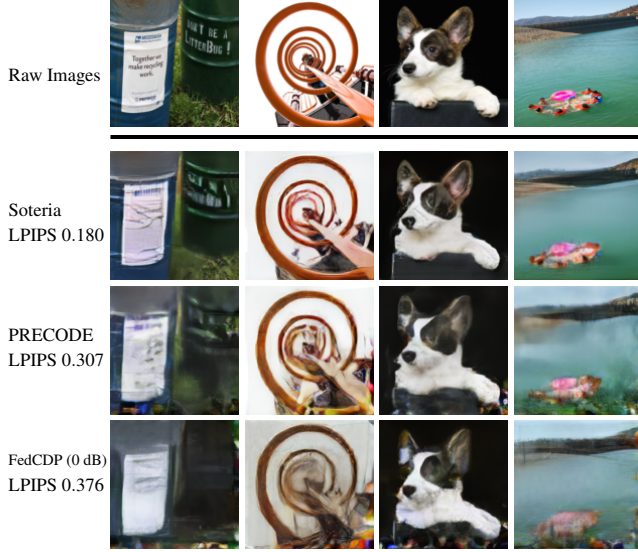 Raw Images
Together we
make recycling
work.
DON'T BE A
LITTERBUG!
Soteria
LPIPS 0.180
PRECODE
LPIPS 0.307
FedCDP (0 dB)
LPIPS 0.376